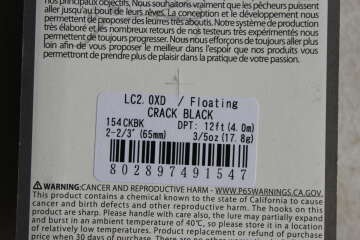 nos principaux objectifs. Nous souhaitons vraiment que les pêcheurs puissent
aller jusqu'au bout de leurs rêves. La conception et le développement nous
permettent de proposer des leurres très aboutis. Notre système de production
très élaboré et les nombreux retours de nos testeurs très expérimentés nous
permettent de toujours progresser. Nous nous efforçons de toujours aller plus
loin afin de vous proposer le meilleur dans l'espoir que nos produits vous
permettront de prendre plus de plaisir dans la pratique de votre passion.
LC2.0XD / Floating
CRACK BLACK
154CKBK DPT: 12ft(4.0m)
2-2/3" (65mm) 3/5oz(17.8g)
8028997491547
⚠WARNING:CANCER AND REPRODUCTIVE HARM - WWW.P65WARNINGS.CA.GOV.
This product contains a chemical known to the state of California to cause
cancer and birth defects and other reproductive harm. The hooks on this
product are sharp. Please handle with care also, the lure may partially expand
and burst in an ambient temperature of 40°C, so please store it in a location
of relatively low temperatures. Product replacement or refund of purchase
price when 30 days of purchase.